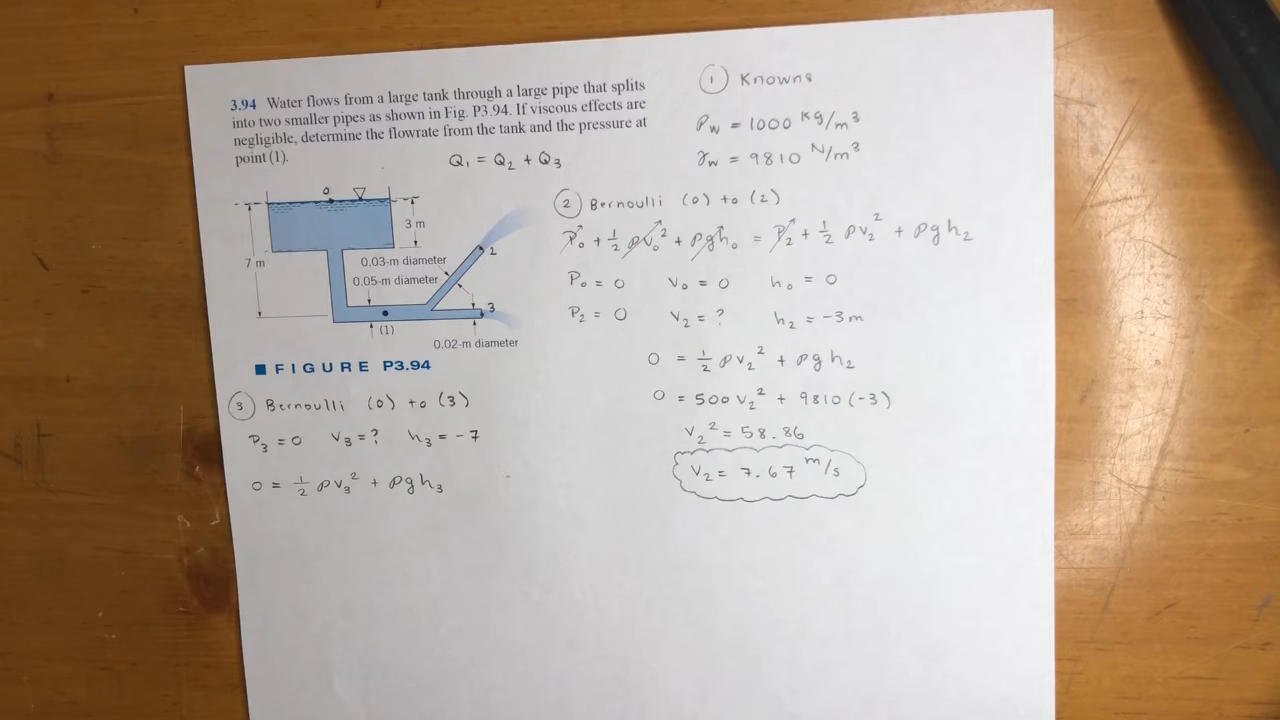 3.94 Water flows from a large tank through a large pipe that splits
into two smaller pipes as shown in Fig. P3.94. If viscous effects are
negligible, determine the flowrate from the tank and the pressure at
point (1).
Q₁ = Q₂ + Q₃
0
3 m
7 m
0.03-m diameter
0.05-m diameter
2
3
(1)
0.02-m diameter
FIGURE P3.94
① Knowns
ρw = 1000 Kg/m³
γw = 9810 N/m³
② Bernoulli (0) to (2)
P₀ + 1/2 ρv₀² + ρgh₀ = P₂ + 1/2 ρv₂² + ρgh₂
P₀ = 0 v₀ = 0 h₀ = 0
P₂ = 0 v₂ = ? h₂ = -3m
0 = 1/2 ρv₂² + ρgh₂
0 = 500v₂² + 9810(-3)
v₂² = 58.86
v₂ = 7.67 m/s
③ Bernoulli (0) to (3)
P₃ = 0 v₃ = ? h₃ = -7
0 = 1/2 ρv₃² + ρgh₃